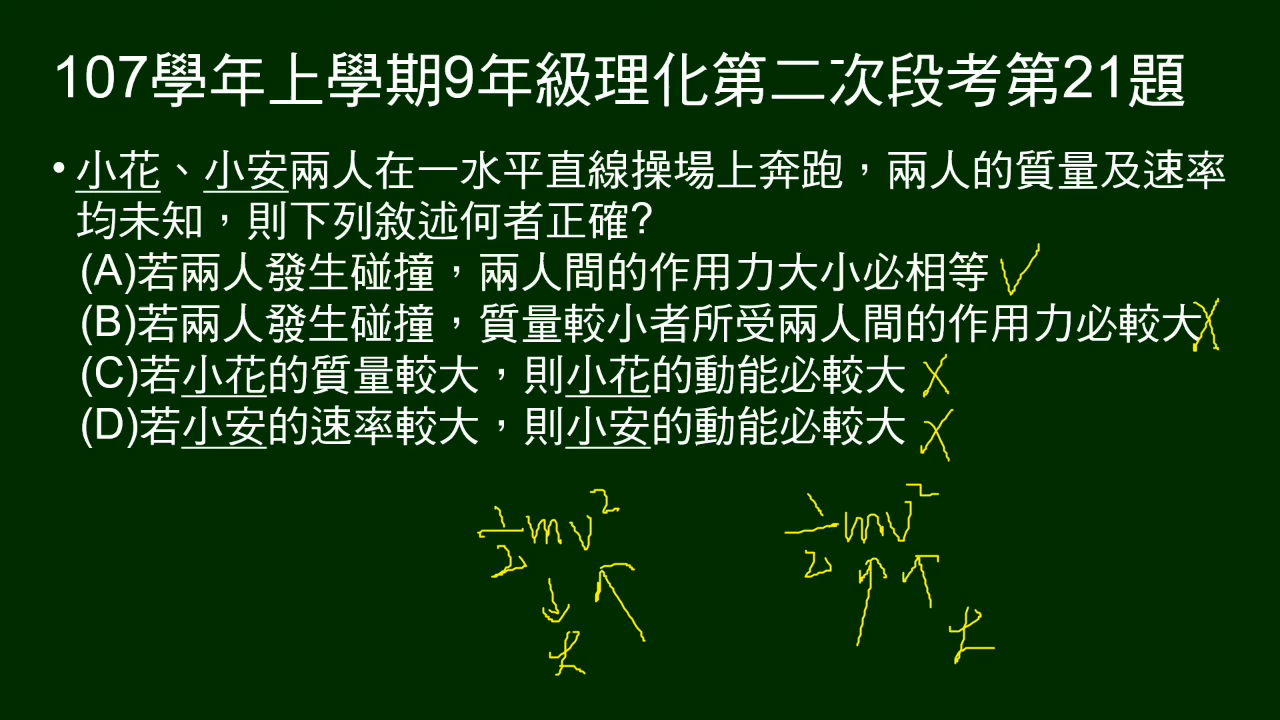 107學年上學期9年級理化第二次段考第21題
• 小花、小安兩人在一水平直線操場上奔跑，兩人的質量及速率
均未知，則下列敘述何者正確?
(A)若兩人發生碰撞，兩人間的作用力大小必相等 ✓
(B)若兩人發生碰撞，質量較小者所受兩人間的作用力必較大 X
(C)若小花的質量較大，則小花的動能必較大 X
(D)若小安的速率較大，則小安的動能必較大 X
1/2 mv² 1/2 mv²
大 大